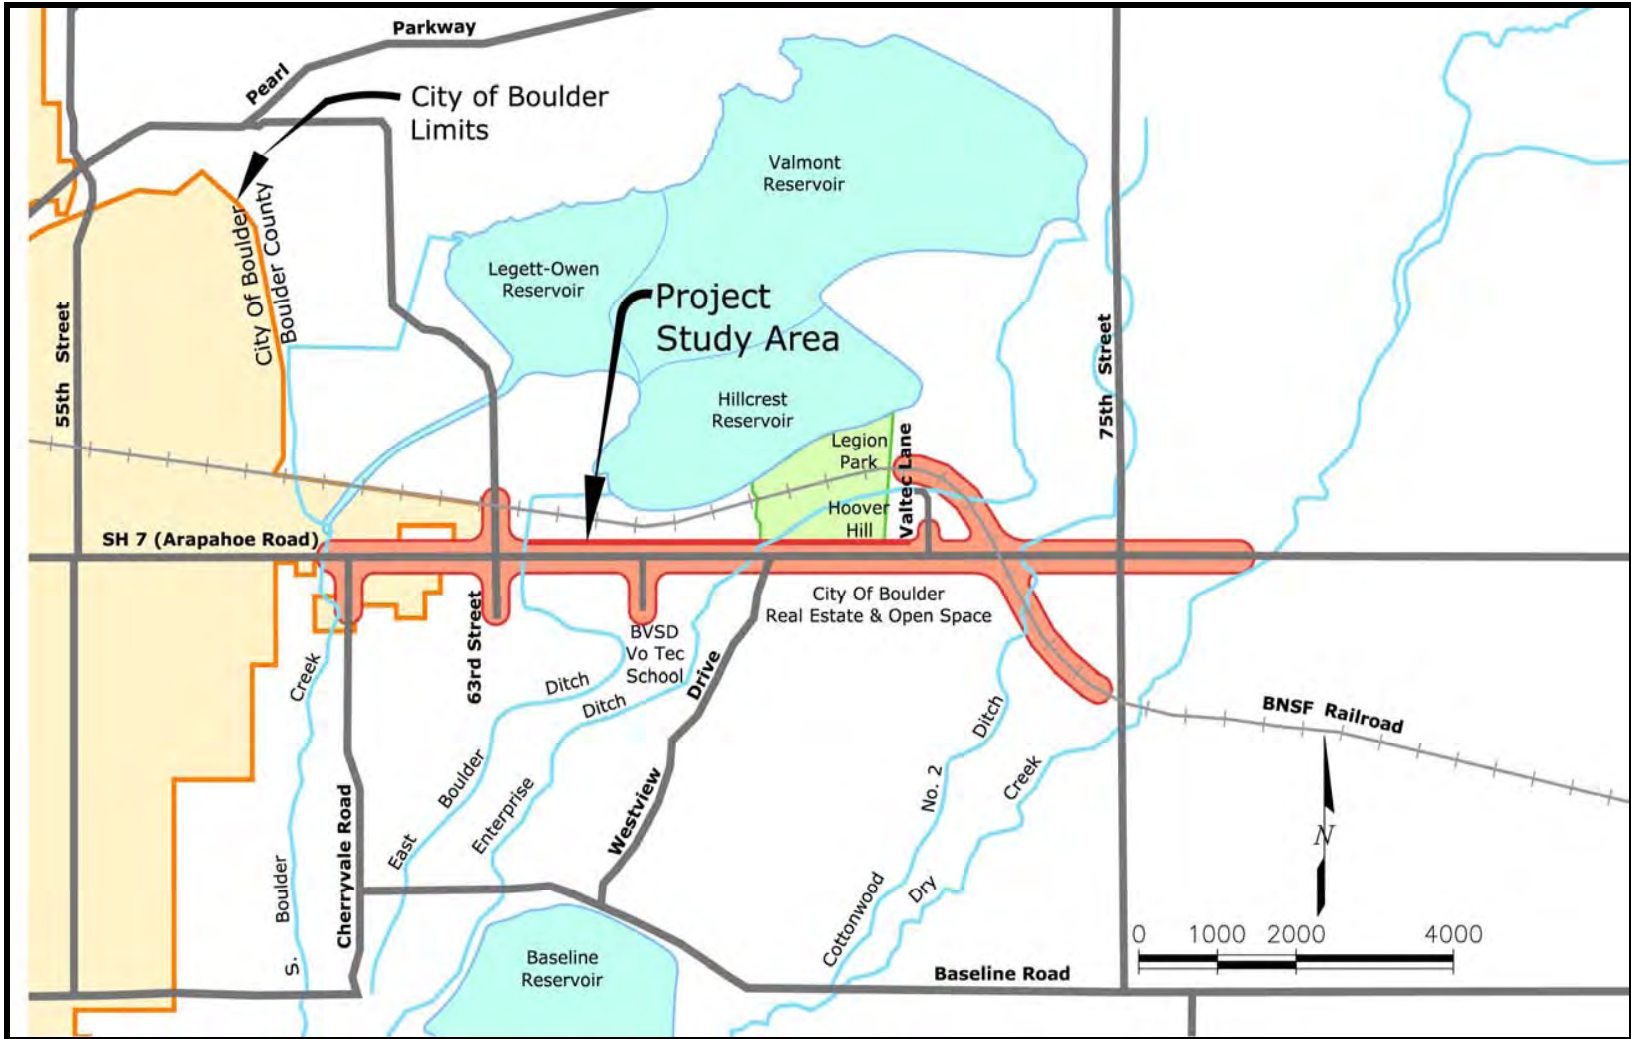 Parkway
Pearl
City of Boulder
Limits
Valmont
Reservoir
City Of Boulder
Boulder County
Legett-Owen
Reservoir
Project
Study Area
55th Street
75th Street
Hillcrest
Reservoir
Legion
Park
Valtec Lane
Hoover
Hill
SH 7 (Arapahoe Road)
City Of Boulder
Real Estate & Open Space
63rd Street
BVSD
Vo Tec
School
Creek
Ditch
Ditch
Drive
Ditch
BNSF Railroad
Boulder
No. 2
Creek
Enterprise
Westview
N
East
Cherryvale Road
Boulder
Dry
Cottonwood
S.
Baseline
Reservoir
0 1000 2000 4000
Baseline Road